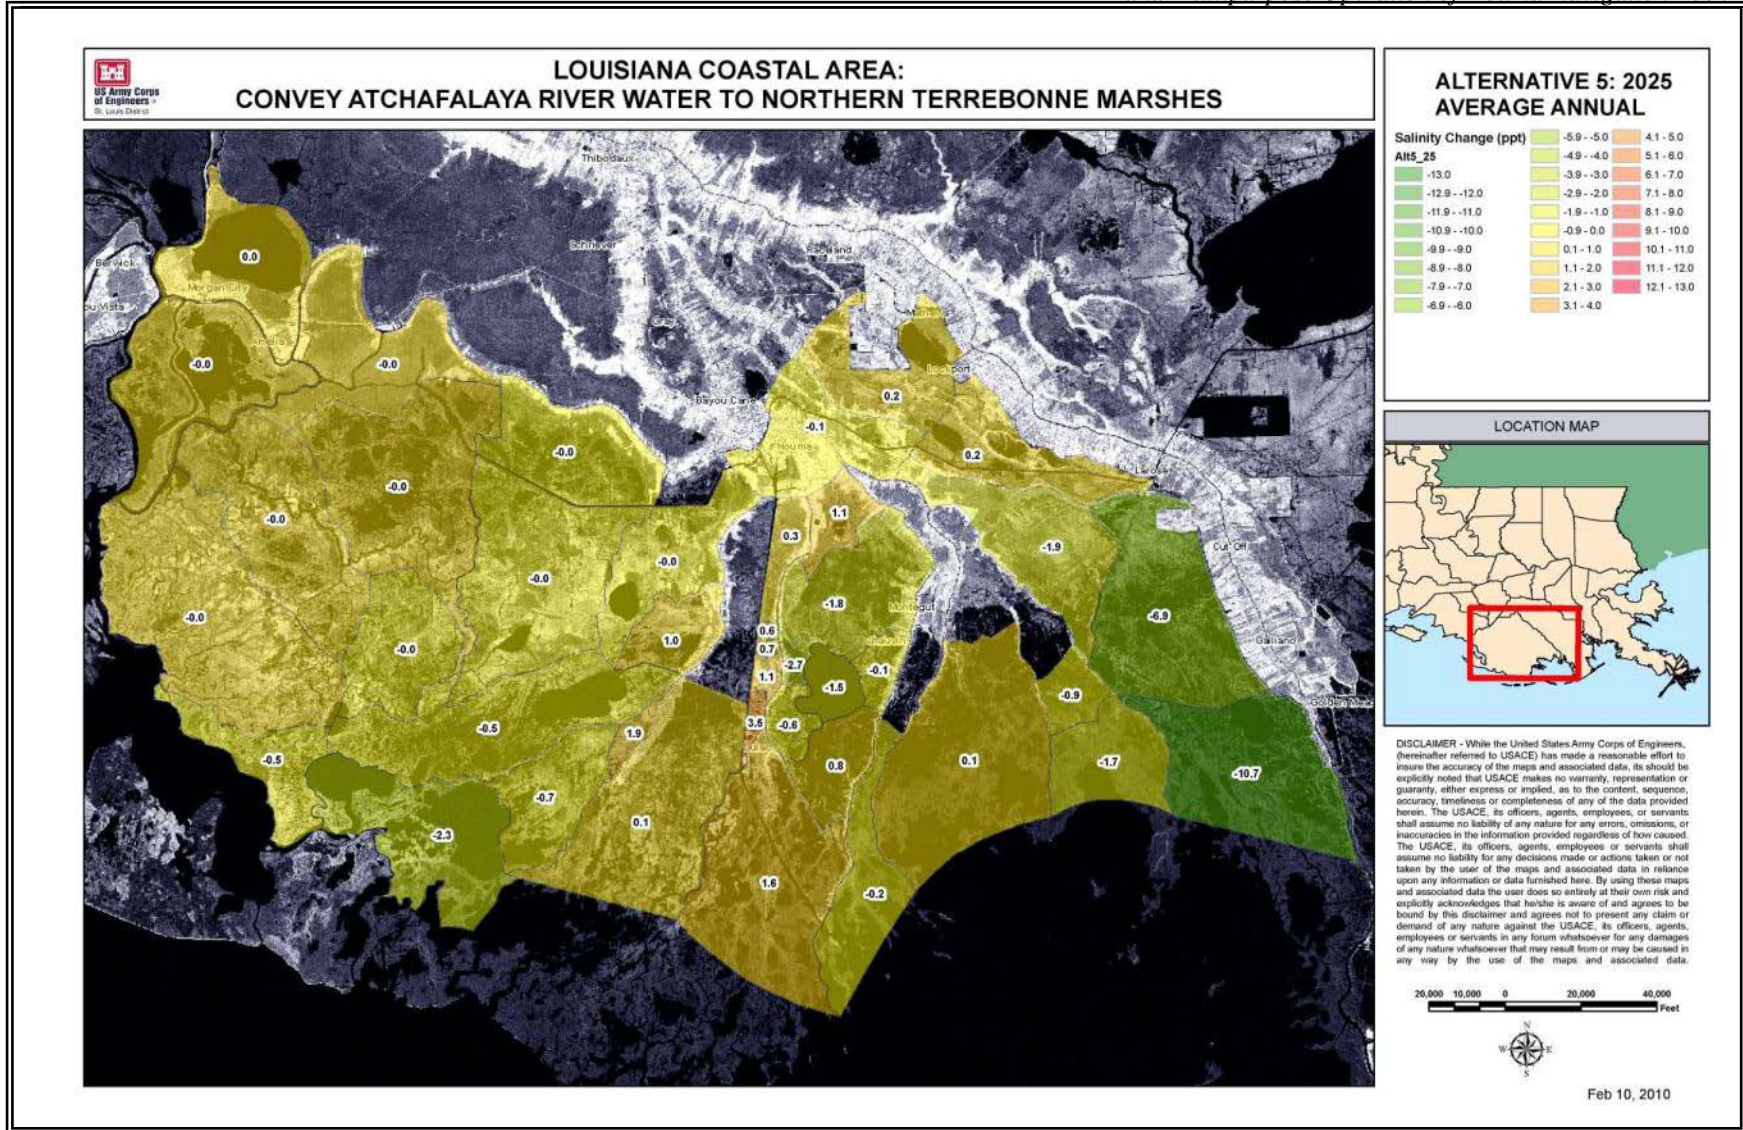 US Army Corps
of Engineers ®
St. Louis District
LOUISIANA COASTAL AREA:
CONVEY ATCHAFALAYA RIVER WATER TO NORTHERN TERREBONNE MARSHES
ALTERNATIVE 5: 2025
AVERAGE ANNUAL
Salinity Change (ppt)
Alt5_25
-13.0
-12.9 - -12.0
-11.9 - -11.0
-10.9 - -10.0
-9.9 - -9.0
-8.9 - -8.0
-7.9 - -7.0
-6.9 - -6.0
-5.9 - -5.0
-4.9 - -4.0
-3.9 - -3.0
-2.9 - -2.0
-1.9 - -1.0
-0.9 - 0.0
0.1 - 1.0
1.1 - 2.0
2.1 - 3.0
3.1 - 4.0
4.1 - 5.0
5.1 - 6.0
6.1 - 7.0
7.1 - 8.0
8.1 - 9.0
9.1 - 10.0
10.1 - 11.0
11.1 - 12.0
12.1 - 13.0
Thibodaux
Schriever
Raceland
0.0
Berwick
Morgan City
ou Vista
Gray
Amelia
-0.0
-0.0
Lockport
Bayou Cane
0.2
-0.1
Houma
-0.0
0.2
Larose
-0.0
-0.0
1.1
0.3
-1.9
Cut Off
-0.0
-0.0
-1.8
Montegut
-0.0
-6.9
0.6
1.0
Chauvin
Galliano
-0.0
0.7
-2.7
-0.1
1.1
-1.5
-0.9
Golden Mead
3.5
-0.6
-0.5
1.9
Dulac
-0.5
0.8
0.1
-1.7
-10.7
-0.7
0.1
-2.3
1.6
-0.2
LOCATION MAP
DISCLAIMER - While the United States Army Corps of Engineers,
(hereinafter referred to USACE) has made a reasonable effort to
insure the accuracy of the maps and associated data, its should be
explicitly noted that USACE makes no warranty, representation or
guaranty, either express or implied, as to the content, sequence,
accuracy, timeliness or completeness of any of the data provided
herein. The USACE, its officers, agents, employees, or servants
shall assume no liability of any nature for any errors, omissions, or
inaccuracies in the information provided regardless of how caused.
The USACE, its officers, agents, employees or servants shall
assume no liability for any decisions made or actions taken or not
taken by the user of the maps and associated data in reliance
upon any information or data furnished here. By using these maps
and associated data the user does so entirely at their own risk and
explicitly acknowledges that he/she is aware of and agrees to be
bound by this disclaimer and agrees not to present any claim or
demand of any nature against the USACE, its officers, agents,
employees or servants in any forum whatsoever for any damages
of any nature whatsoever that may result from or may be caused in
any way by the use of the maps and associated data.
20,000 10,000 0 20,000 40,000
Feet
N
W E
S
Feb 10, 2010